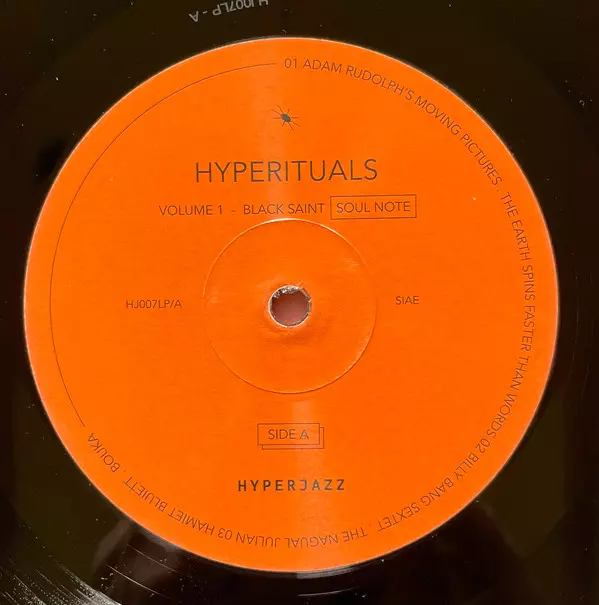 HJ007LP - A
01 ADAM RUDOLPH'S MOVING PICTURES . THE EARTH SPINS FASTER THAN WORDS 02 BILLY BANG SEXTET . THE NAGUAL JULIAN 03 HAMIET BLUIETT . BOUKA
HYPERITUALS
VOLUME 1 - BLACK SAINT SOUL NOTE
HJ007LP/A
SIAE
SIDE A
HYPERJAZZ